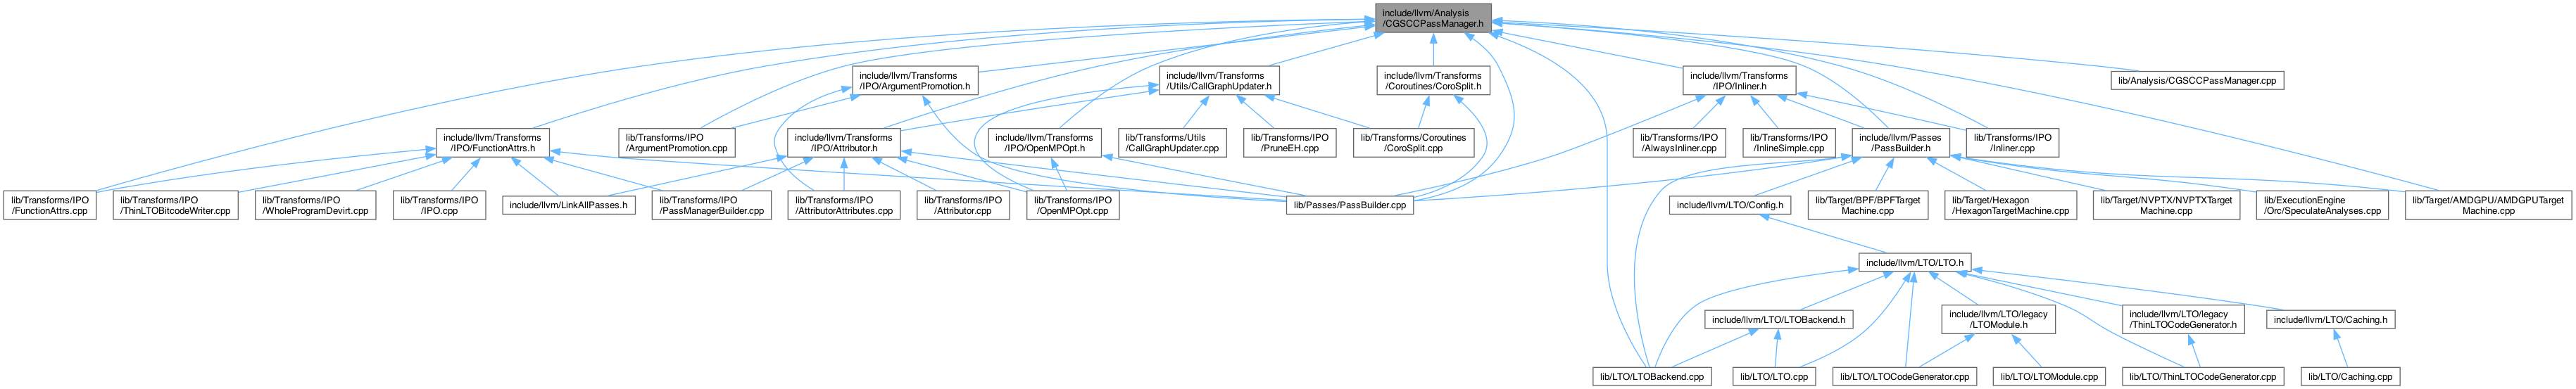 include/llvm/Analysis
/CGSCCPassManager.h
include/llvm/Transforms
/IPO/ArgumentPromotion.h
include/llvm/Transforms
/Utils/CallGraphUpdater.h
include/llvm/Transforms
/Coroutines/CoroSplit.h
include/llvm/Transforms
/IPO/Inliner.h
lib/Analysis/CGSCCPassManager.cpp
include/llvm/Transforms
/IPO/FunctionAttrs.h
lib/Transforms/IPO
/ArgumentPromotion.cpp
include/llvm/Transforms
/IPO/Attributor.h
include/llvm/Transforms
/IPO/OpenMPOpt.h
lib/Transforms/Utils
/CallGraphUpdater.cpp
lib/Transforms/IPO
/PruneEH.cpp
lib/Transforms/Coroutines
/CoroSplit.cpp
lib/Transforms/IPO
/AlwaysInliner.cpp
lib/Transforms/IPO
/InlineSimple.cpp
include/llvm/Passes
/PassBuilder.h
lib/Transforms/IPO
/Inliner.cpp
lib/Transforms/IPO
/FunctionAttrs.cpp
lib/Transforms/IPO
/ThinLTOBitcodeWriter.cpp
lib/Transforms/IPO
/WholeProgramDevirt.cpp
lib/Transforms/IPO
/IPO.cpp
include/llvm/LinkAllPasses.h
lib/Transforms/IPO
/PassManagerBuilder.cpp
lib/Transforms/IPO
/AttributorAttributes.cpp
lib/Transforms/IPO
/Attributor.cpp
lib/Transforms/IPO
/OpenMPOpt.cpp
lib/Passes/PassBuilder.cpp
include/llvm/LTO/Config.h
lib/Target/BPF/BPFTarget
Machine.cpp
lib/Target/Hexagon
/HexagonTargetMachine.cpp
lib/Target/NVPTX/NVPTXTarget
Machine.cpp
lib/ExecutionEngine
/Orc/SpeculateAnalyses.cpp
lib/Target/AMDGPU/AMDGPUTarget
Machine.cpp
include/llvm/LTO/LTO.h
include/llvm/LTO/LTOBackend.h
include/llvm/LTO/legacy
/LTOModule.h
include/llvm/LTO/legacy
/ThinLTOCodeGenerator.h
include/llvm/LTO/Caching.h
lib/LTO/LTOBackend.cpp
lib/LTO/LTO.cpp
lib/LTO/LTOCodeGenerator.cpp
lib/LTO/LTOModule.cpp
lib/LTO/ThinLTOCodeGenerator.cpp
lib/LTO/Caching.cpp